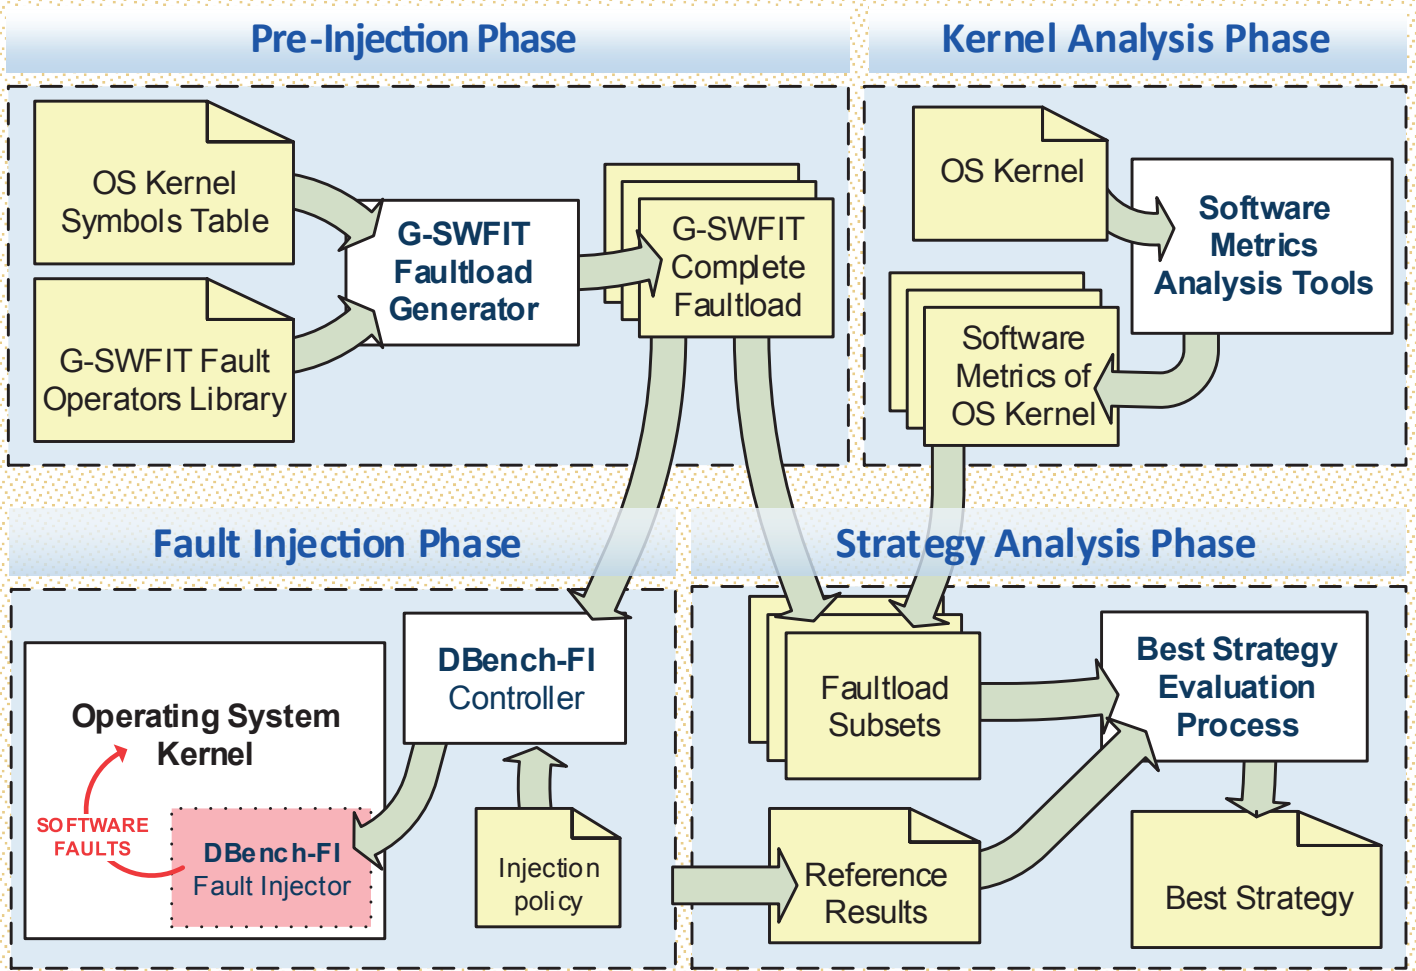 Pre-Injection Phase
OS Kernel
Symbols Table
G-SWFIT Fault
Operators Library
G-SWFIT
Faultload
Generator
G-SWFIT
Complete
Faultload
Kernel Analysis Phase
OS Kernel
Software
Metrics
Analysis Tools
Software
Metrics of
OS Kernel
Fault Injection Phase
Operating System
Kernel
SOFTWARE
FAULTS
DBench-FI
Fault Injector
DBench-FI
Controller
Injection
policy
Strategy Analysis Phase
Faultload
Subsets
Reference
Results
Best Strategy
Evaluation
Process
Best Strategy